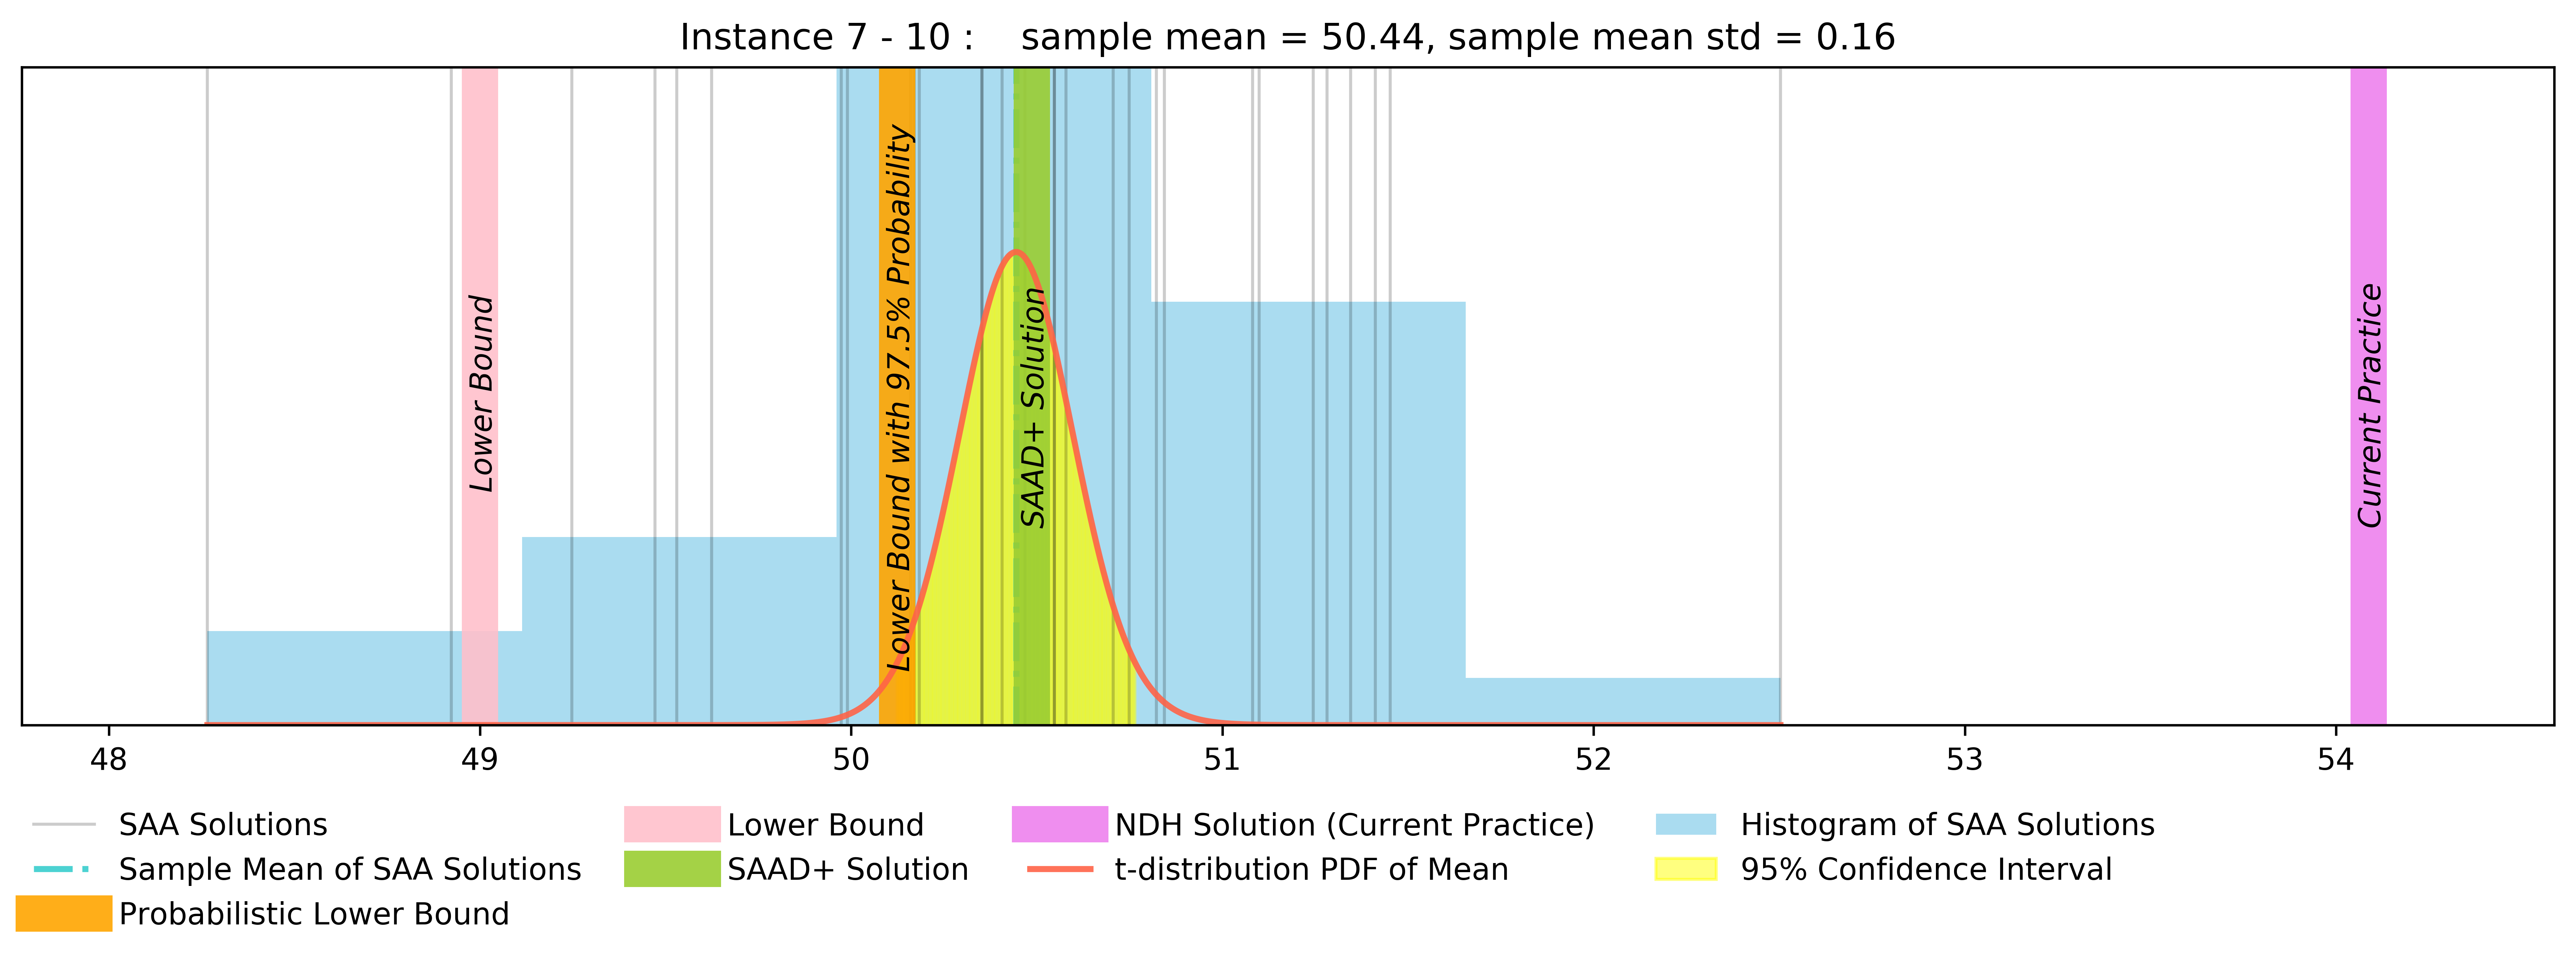 Instance 7 - 10 :    sample mean = 50.44, sample mean std = 0.16
Lower Bound
Lower Bound with 97.5% Probability
SAAD+ Solution
Current Practice
48 49 50 51 52 53 54
SAA Solutions
Sample Mean of SAA Solutions
Probabilistic Lower Bound
Lower Bound
SAAD+ Solution
NDH Solution (Current Practice)
t-distribution PDF of Mean
Histogram of SAA Solutions
95% Confidence Interval